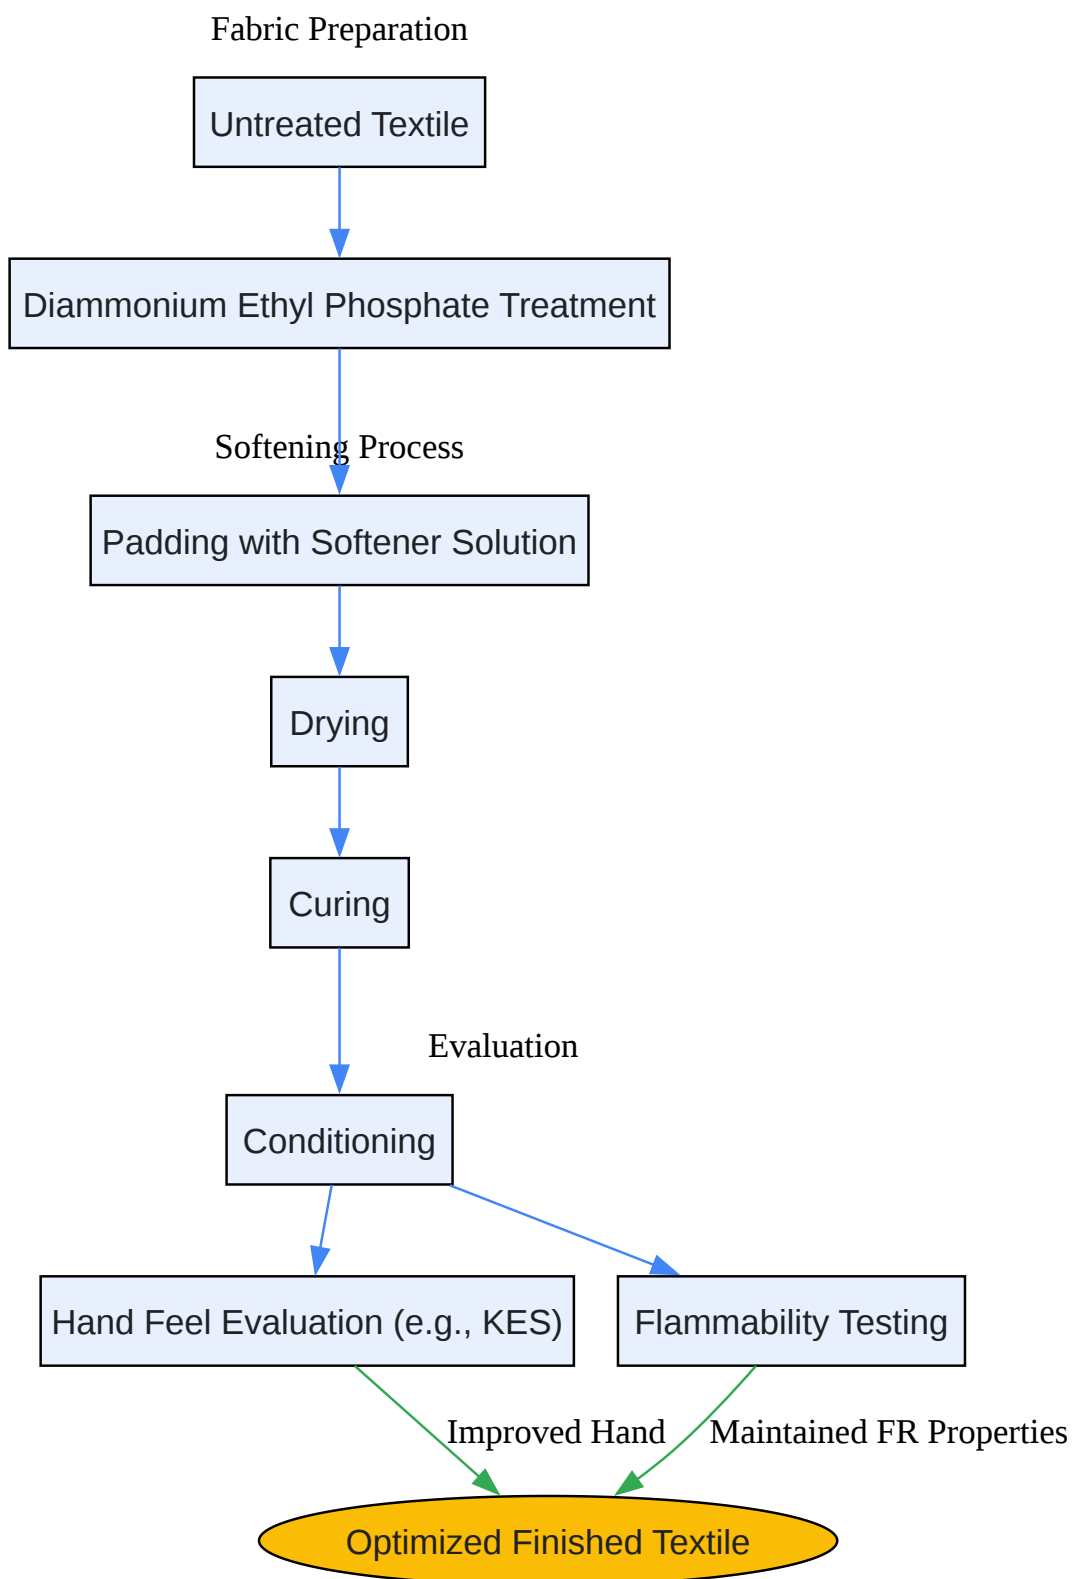 Fabric Preparation
Untreated Textile
Diammonium Ethyl Phosphate Treatment
Softening Process
Padding with Softener Solution
Drying
Curing
Evaluation
Conditioning
Hand Feel Evaluation (e.g., KES)
Flammability Testing
Improved Hand
Maintained FR Properties
Optimized Finished Textile